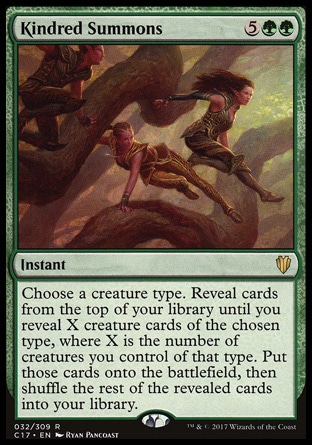 Kindred Summons 5
Instant
Choose a creature type. Reveal cards
from the top of your library until you
reveal X creature cards of the chosen
type, where X is the number of
creatures you control of that type. Put
those cards onto the battlefield, then
shuffle the rest of the revealed cards
into your library.
032/309 R
C17 • EN Ryan Pancoast
™ & © 2017 Wizards of the Coast